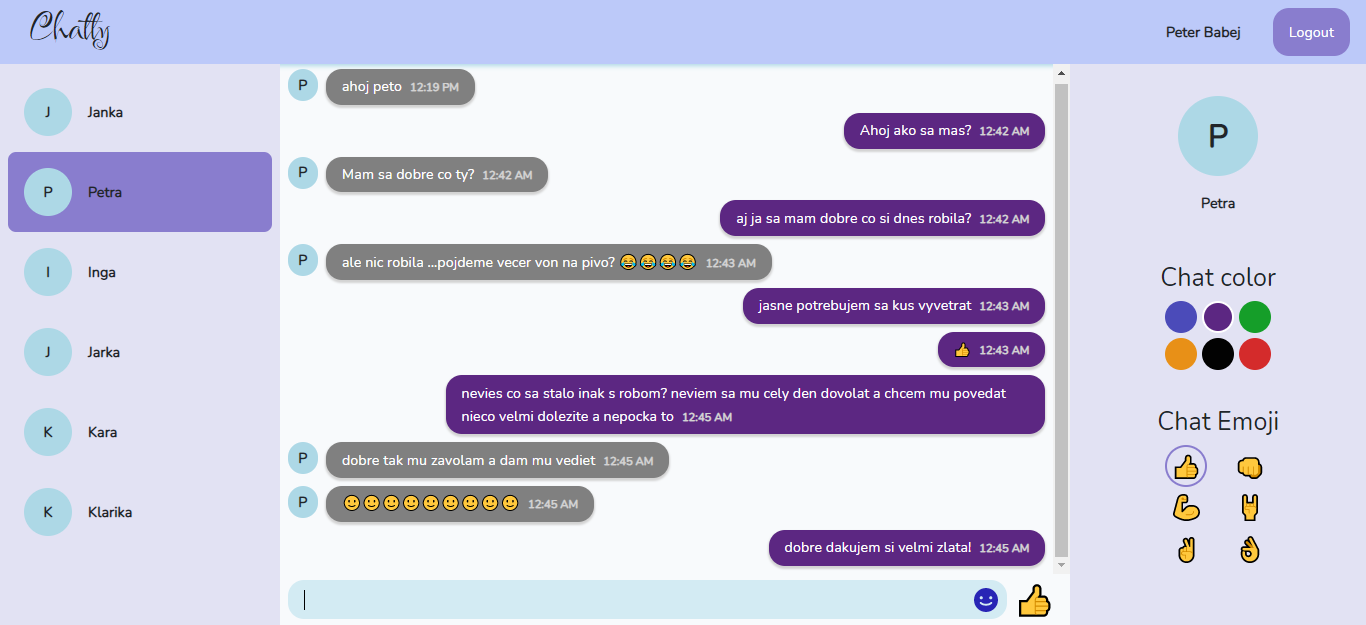 Chatty
Peter Babej
Logout
J
Janka
P
Petra
I
Inga
J
Jarka
K
Kara
K
Klarika
P
ahoj peto 12:19 PM
Ahoj ako sa mas? 12:42 AM
P
Mam sa dobre co ty? 12:42 AM
aj ja sa mam dobre co si dnes robila? 12:42 AM
P
ale nic robila ...pojdeme vecer von na pivo? 😂😂😂😂 12:43 AM
jasne potrebujem sa kus vyvetrat 12:43 AM
👍 12:43 AM
nevies co sa stalo inak s robom? neviem sa mu cely den dovolat a chcem mu povedat
nieco velmi dolezite a nepocka to 12:45 AM
P
dobre tak mu zavolam a dam mu vediet 12:45 AM
P
🙂🙂🙂🙂🙂🙂🙂🙂🙂 12:45 AM
dobre dakujem si velmi zlata! 12:45 AM
P
Petra
Chat color
Chat Emoji